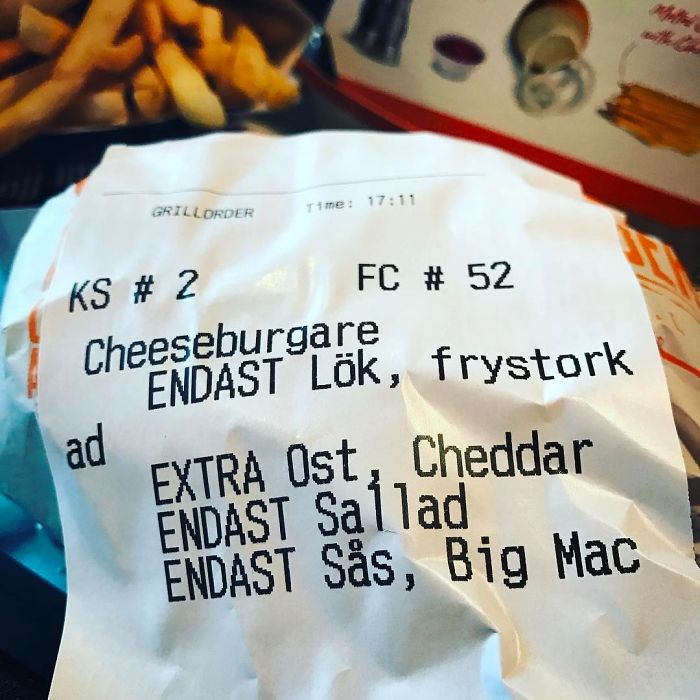 GRILLORDER Time: 17:11
KS # 2 FC # 52
Cheeseburgare
ENDAST Lök, frystork
ad
EXTRA Ost, Cheddar
ENDAST Sallad
ENDAST Sås, Big Mac